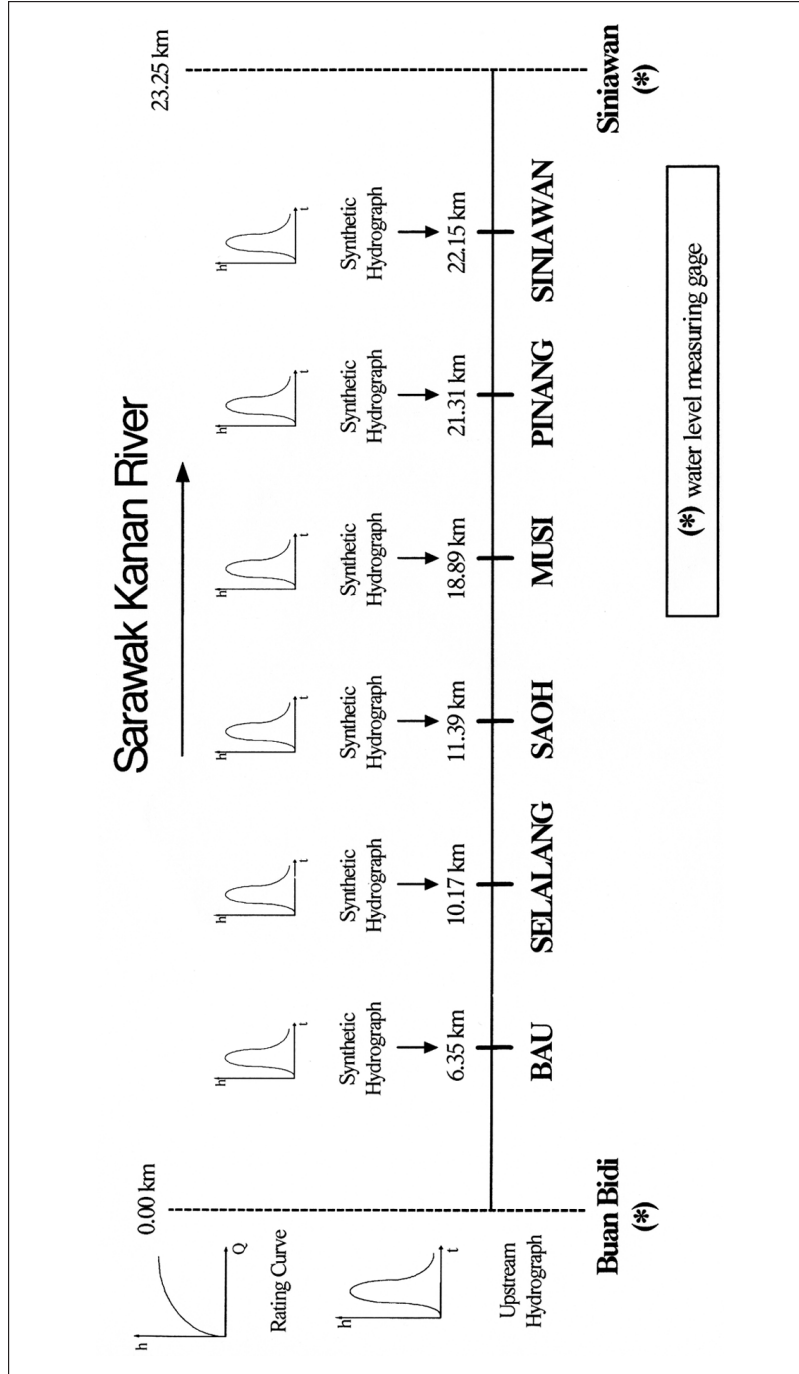 Sarawak Kanan River
h
Q
Rating Curve
0.00 km
23.25 km
h
t
h
t
h
t
h
t
h
t
h
t
h
t
Upstream
Hydrograph
Synthetic
Hydrograph
Synthetic
Hydrograph
Synthetic
Hydrograph
Synthetic
Hydrograph
Synthetic
Hydrograph
Synthetic
Hydrograph
6.35 km
10.17 km
11.39 km
18.89 km
21.31 km
22.15 km
BAU
SELALANG
SAOH
MUSI
PINANG
SINIAWAN
Buan Bidi
(*)
Siniawan
(*)
(*) water level measuring gage